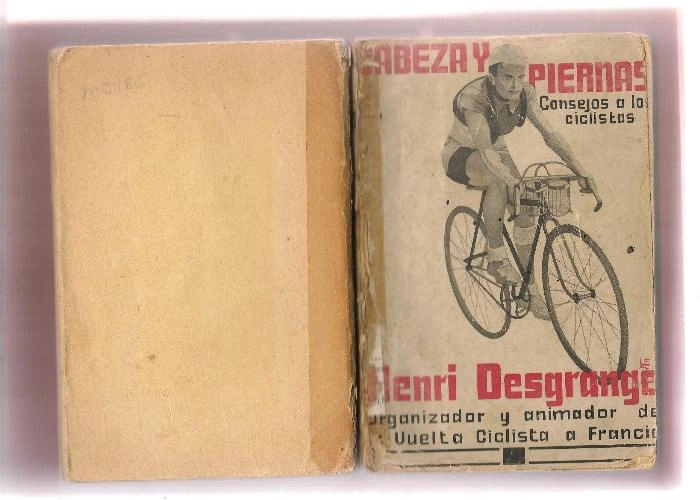 CABEZA Y
PIERNAS
Consejos a los
ciclistas
Henri Desgrange
organizador y animador de
Vuelta Ciclista a Francia